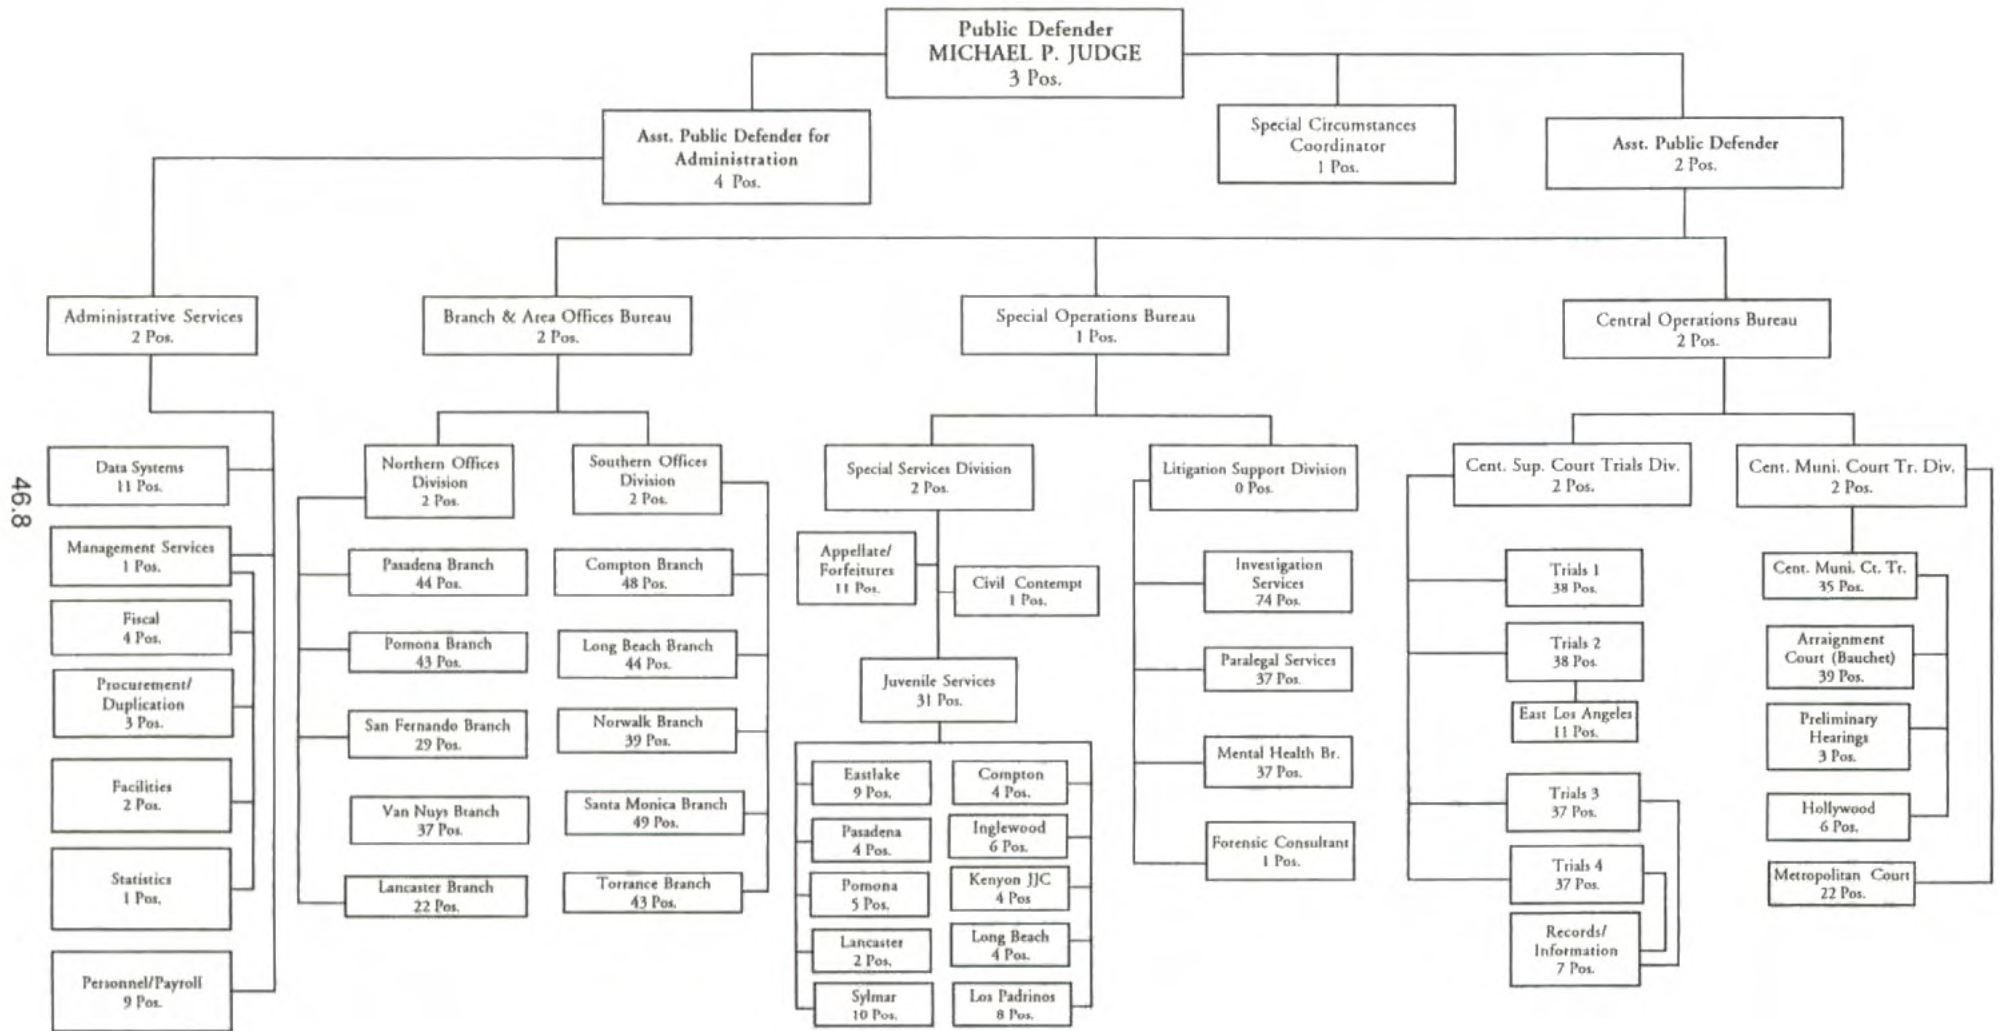 Public Defender
MICHAEL P. JUDGE
3 Pos.
Asst. Public Defender for
Administration
4 Pos.
Special Circumstances
Coordinator
1 Pos.
Asst. Public Defender
2 Pos.
Administrative Services
2 Pos.
Branch & Area Offices Bureau
2 Pos.
Special Operations Bureau
1 Pos.
Central Operations Bureau
2 Pos.
Data Systems
11 Pos.
Management Services
1 Pos.
Fiscal
4 Pos.
Procurement/
Duplication
3 Pos.
Facilities
2 Pos.
Statistics
1 Pos.
Personnel/Payroll
9 Pos.
Northern Offices
Division
2 Pos.
Pasadena Branch
44 Pos.
Pomona Branch
43 Pos.
San Fernando Branch
29 Pos.
Van Nuys Branch
37 Pos.
Lancaster Branch
22 Pos.
Southern Offices
Division
2 Pos.
Compton Branch
48 Pos.
Long Beach Branch
44 Pos.
Norwalk Branch
39 Pos.
Santa Monica Branch
49 Pos.
Torrance Branch
43 Pos.
Special Services Division
2 Pos.
Appellate/
Forfeitures
11 Pos.
Civil Contempt
1 Pos.
Juvenile Services
31 Pos.
Eastlake
9 Pos.
Pasadena
4 Pos.
Pomona
5 Pos.
Lancaster
2 Pos.
Sylmar
10 Pos.
Compton
4 Pos.
Inglewood
6 Pos.
Kenyon JJC
4 Pos
Long Beach
4 Pos.
Los Padrinos
8 Pos.
Litigation Support Division
0 Pos.
Investigation
Services
74 Pos.
Paralegal Services
37 Pos.
Mental Health Br.
37 Pos.
Forensic Consultant
1 Pos.
Cent. Sup. Court Trials Div.
2 Pos.
Trials 1
38 Pos.
Trials 2
38 Pos.
East Los Angeles
11 Pos.
Trials 3
37 Pos.
Trials 4
37 Pos.
Records/
Information
7 Pos.
Cent. Muni. Court Tr. Div.
2 Pos.
Cent. Muni. Ct. Tr.
35 Pos.
Arraignment
Court (Bauchet)
39 Pos.
Preliminary
Hearings
3 Pos.
Hollywood
6 Pos.
Metropolitan Court
22 Pos.
46.8